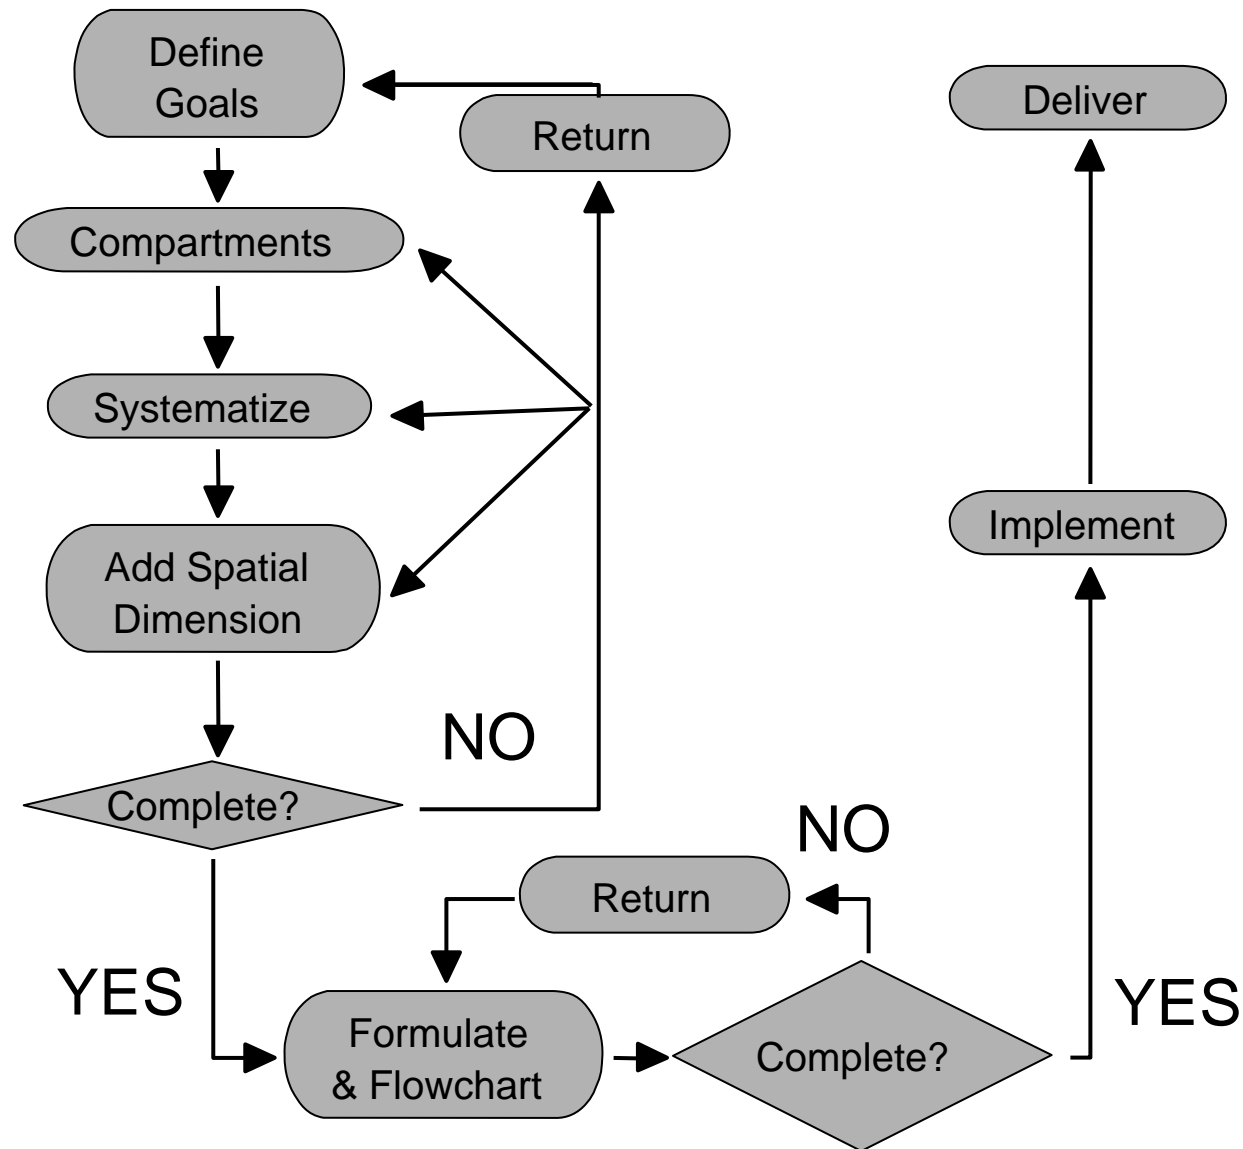 Define
Goals
Return
Deliver
Compartments
Systematize
Implement
Add Spatial
Dimension
NO
Complete?
NO
Return
YES
YES
Formulate
& Flowchart
Complete?